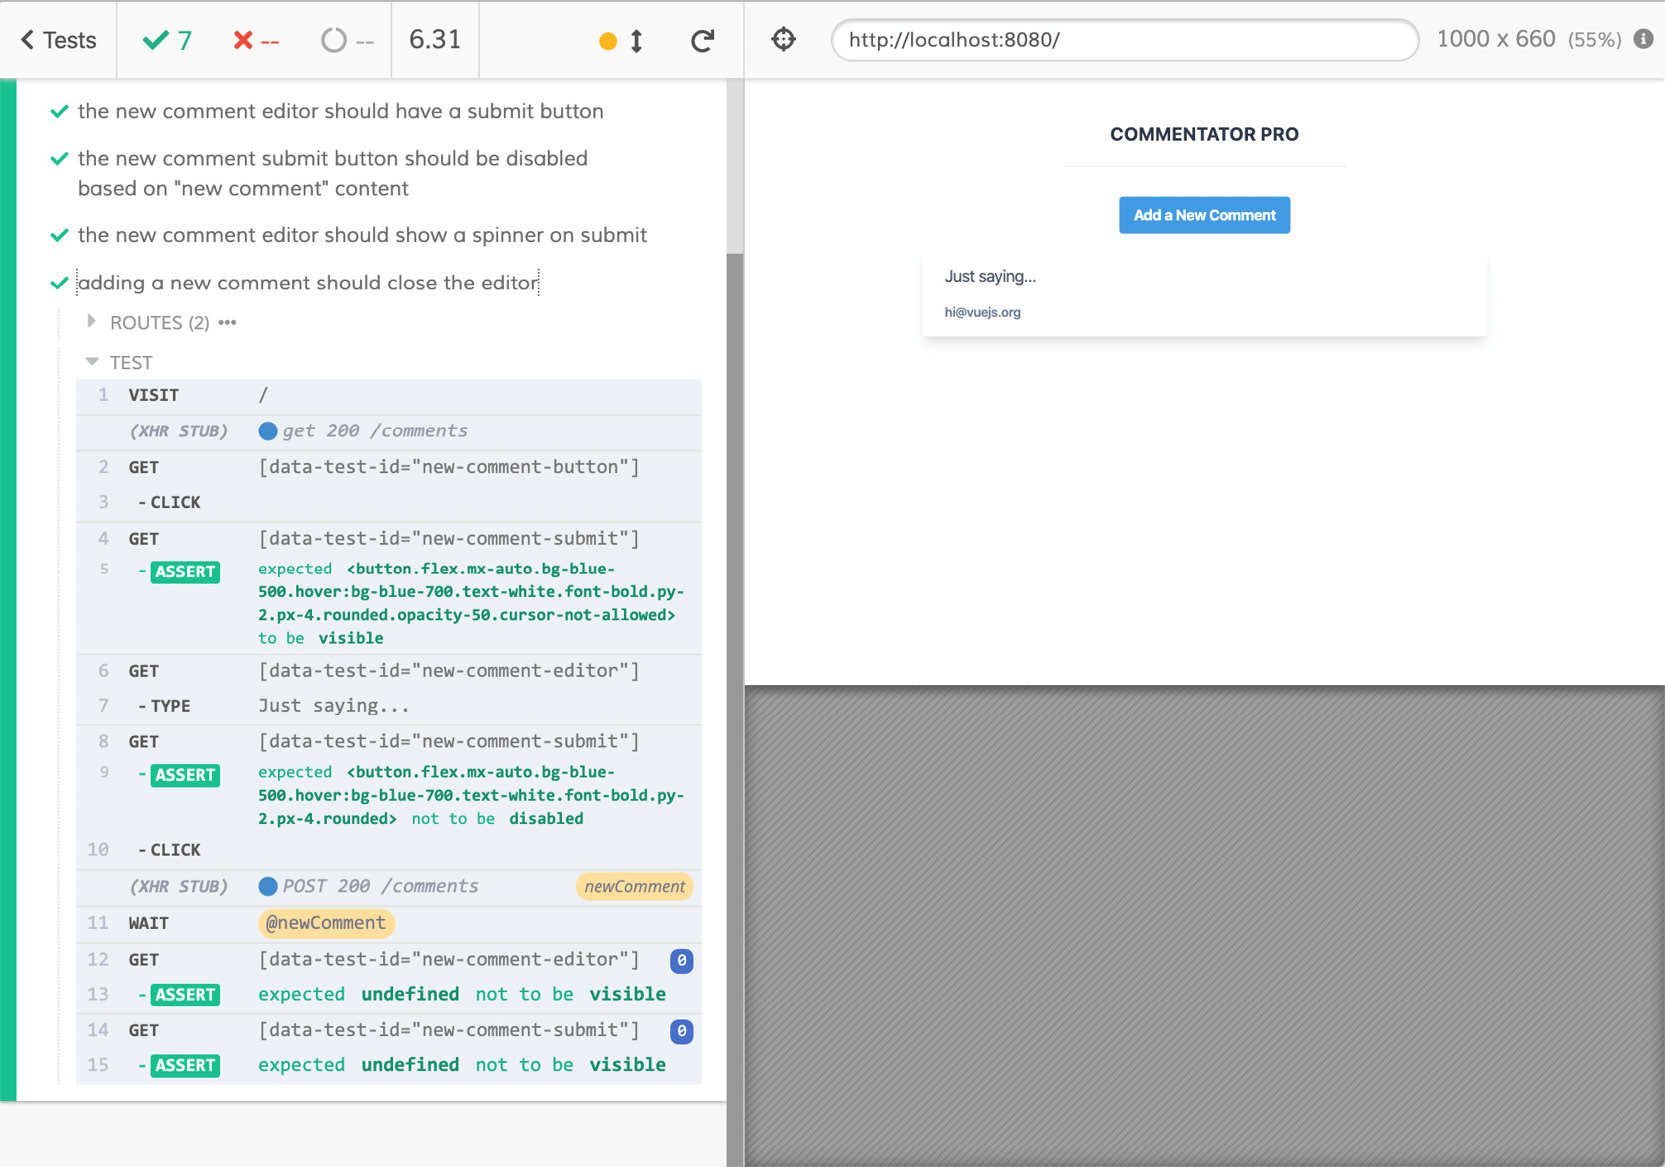 Tests
7
--
--
6.31
http://localhost:8080/
1000 x 660 (55%)
the new comment editor should have a submit button
the new comment submit button should be disabled
based on "new comment" content
the new comment editor should show a spinner on submit
adding a new comment should close the editor
ROUTES (2)
TEST
1 VISIT /
(XHR STUB) get 200 /comments
2 GET [data-test-id="new-comment-button"]
3 - CLICK
4 GET [data-test-id="new-comment-submit"]
5 - ASSERT expected <button.flex.mx-auto.bg-blue-
500.hover:bg-blue-700.text-white.font-bold.py-
2.px-4.rounded.opacity-50.cursor-not-allowed>
to be visible
6 GET [data-test-id="new-comment-editor"]
7 - TYPE Just saying...
8 GET [data-test-id="new-comment-submit"]
9 - ASSERT expected <button.flex.mx-auto.bg-blue-
500.hover:bg-blue-700.text-white.font-bold.py-
2.px-4.rounded> not to be disabled
10 - CLICK
(XHR STUB) POST 200 /comments newComment
11 WAIT @newComment
12 GET [data-test-id="new-comment-editor"] 0
13 - ASSERT expected undefined not to be visible
14 GET [data-test-id="new-comment-submit"] 0
15 - ASSERT expected undefined not to be visible
COMMENTATOR PRO
Add a New Comment
Just saying...
hi@vuejs.org